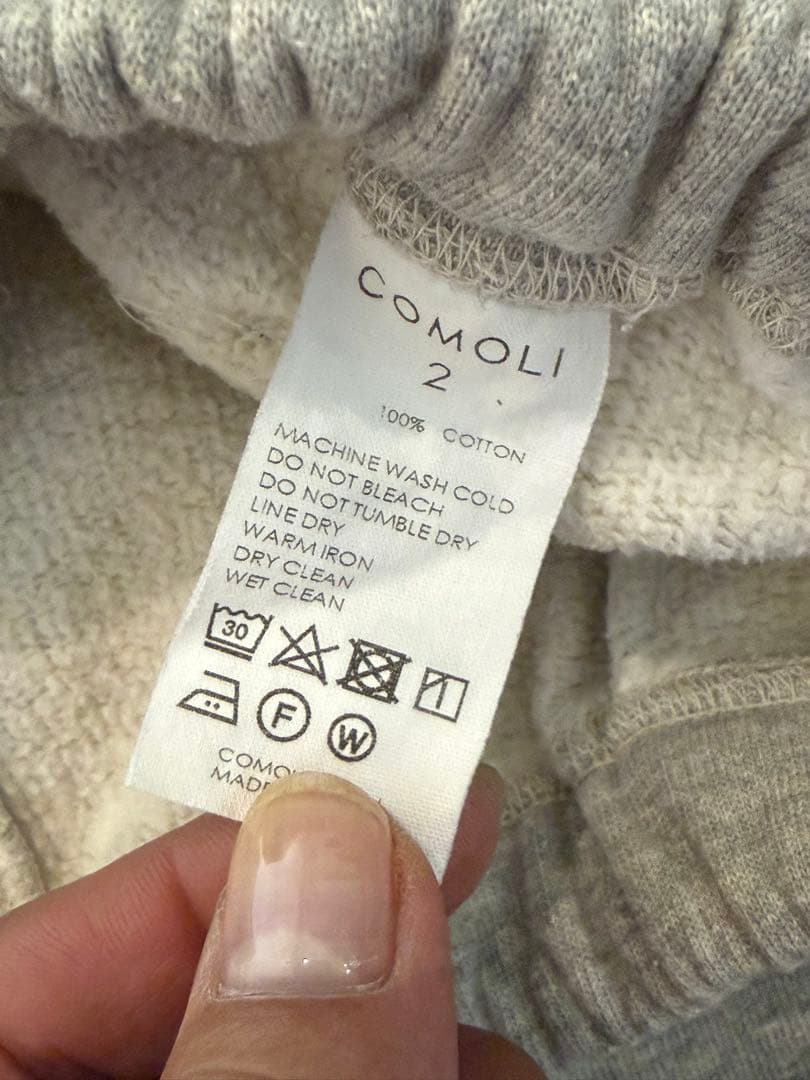 COMOLI
2
100% COTTON
MACHINE WASH COLD
DO NOT BLEACH
DO NOT TUMBLE DRY
LINE DRY
WARM IRON
DRY CLEAN
WET CLEAN
30
F W